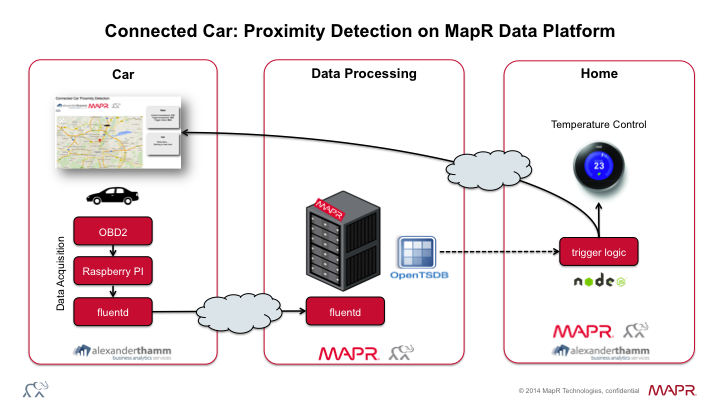 Connected Car: Proximity Detection on MapR Data Platform
Car
Connected Car Proximity Detection
alexanderthamm MAPR
OBD2
Raspberry PI
fluentd
Data Acquisition
alexanderthamm
business analytics services
Data Processing
MAPR
OpenTSDB
fluentd
MAPR
Home
Temperature Control
23
trigger logic
node
JS
MAPR
alexanderthamm
business analytics services
© 2014 MapR Technologies, confidential
MAPR